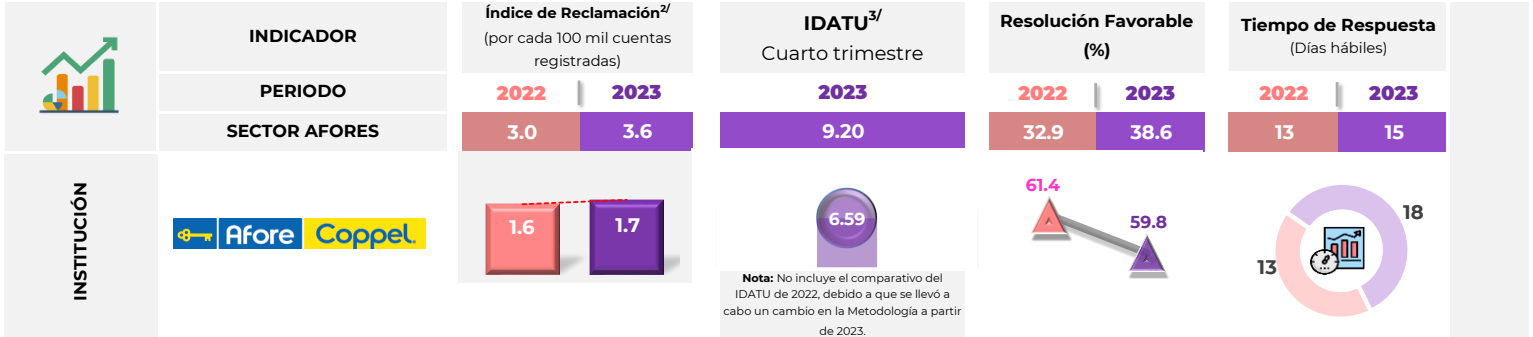 INDICADOR
Índice de Reclamación2/
(por cada 100 mil cuentas
registradas)
IDATU3/
Cuarto trimestre
Resolución Favorable
(%)
Tiempo de Respuesta
(Días hábiles)
PERIODO
2022 2023
2023
2022 2023
2022 2023
SECTOR AFORES
3.0 3.6
9.20
32.9 38.6
13 15
INSTITUCIÓN
Afore Coppel.
1.6 1.7
6.59
Nota: No incluye el comparativo del
IDATU de 2022, debido a que se llevó a
cabo un cambio en la Metodología a partir
de 2023.
61.4
59.8
18
13